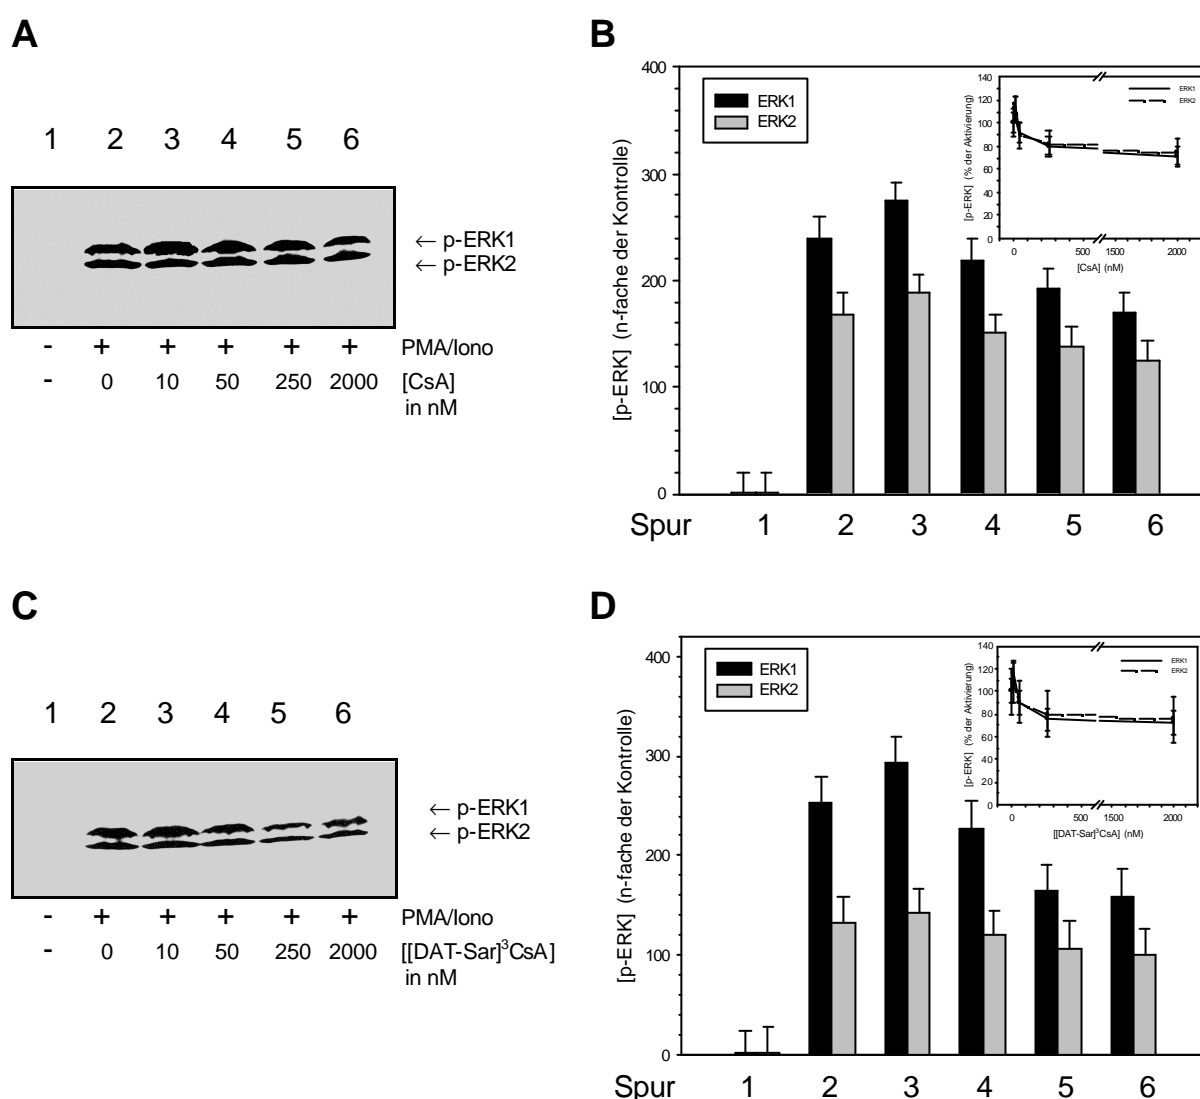 A
1 2 3 4 5 6
← p-ERK1
← p-ERK2
- + + + + + PMA/Iono
- 0 10 50 250 2000 [CsA]
in nM
B
[p-ERK] (n-fache der Kontrolle)
400
300
200
100
0
ERK1
ERK2
Spur 1 2 3 4 5 6
[p-ERK] (% der Aktivierung)
140
120
100
80
60
40
20
0
ERK1
ERK2
0 500 1500 2000
[CsA] (nM)
C
1 2 3 4 5 6
← p-ERK1
← p-ERK2
- + + + + + PMA/Iono
- 0 10 50 250 2000 [[DAT-Sar]³CsA]
in nM
D
[p-ERK] (n-fache der Kontrolle)
400
300
200
100
0
ERK1
ERK2
Spur 1 2 3 4 5 6
[p-ERK] (% der Aktivierung)
140
120
100
80
60
40
20
0
ERK1
ERK2
0 500 1500 2000
[[DAT-Sar]³CsA] (nM)